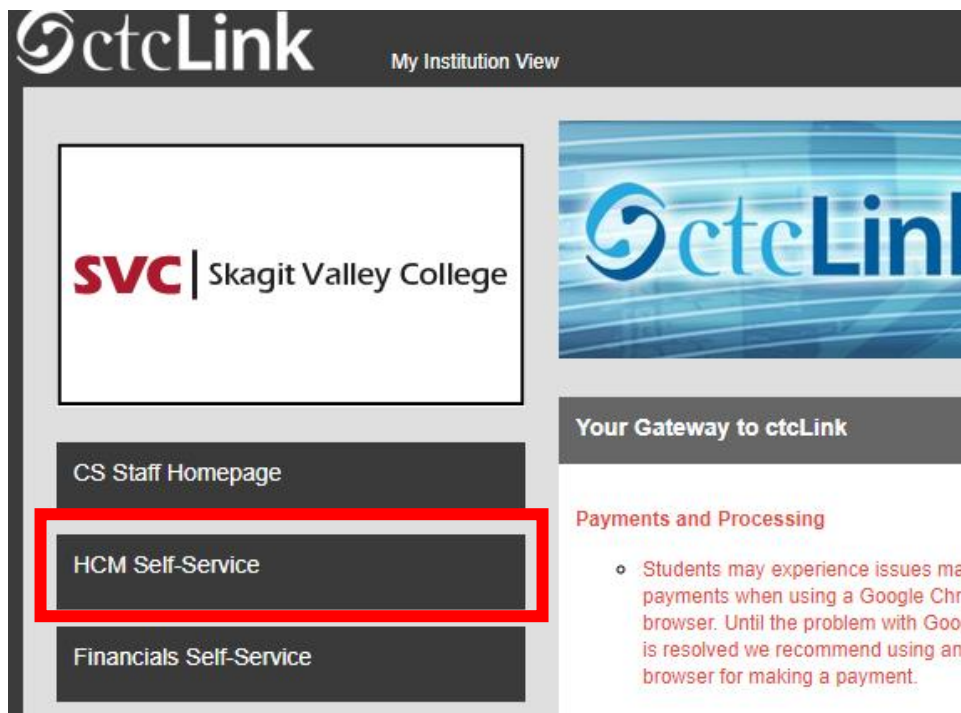 ctcLink
My Institution View
SVC | Skagit Valley College
ctcLin
CS Staff Homepage
HCM Self-Service
Financials Self-Service
Your Gateway to ctcLink
Payments and Processing
Students may experience issues ma
payments when using a Google Chr
browser. Until the problem with Goo
is resolved we recommend using an
browser for making a payment.